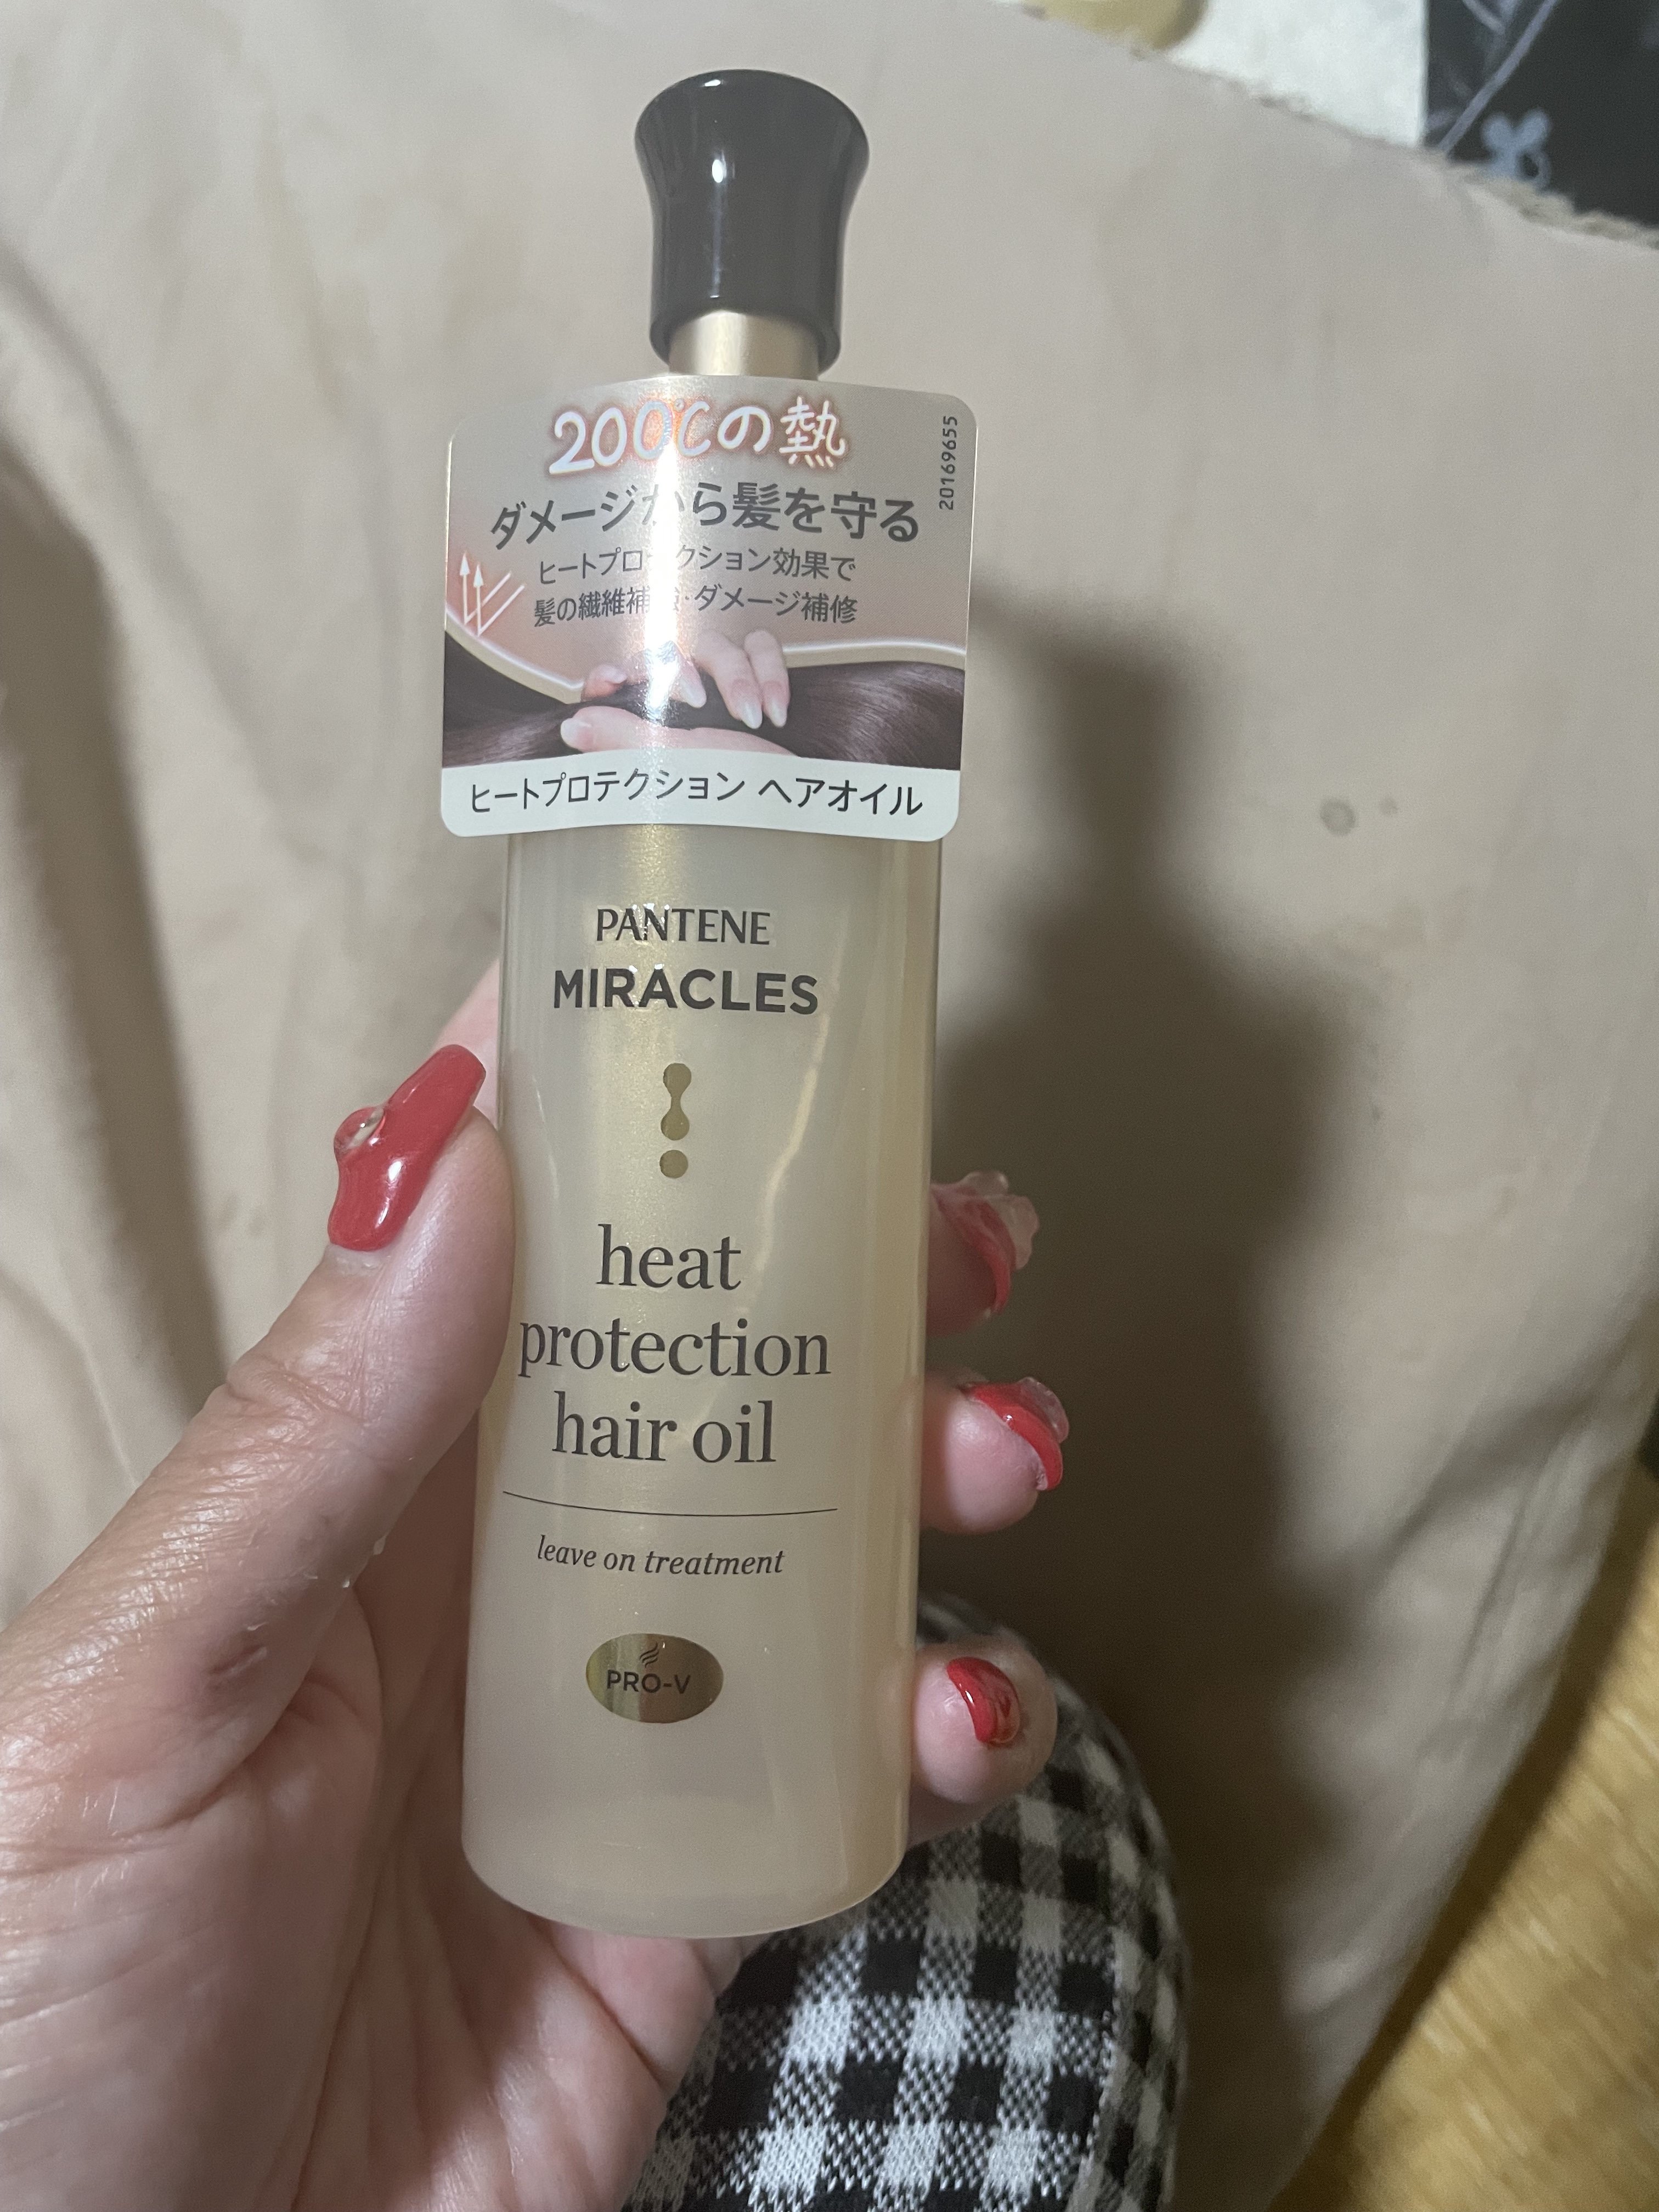 200℃の熱
20169655
ダメージから髪を守る
ヒートプロテクション効果で
髪の繊維補強・ダメージ補修
ヒートプロテクション ヘアオイル
PANTENE
MIRACLES
heat
protection
hair oil
leave on treatment
PRO-V